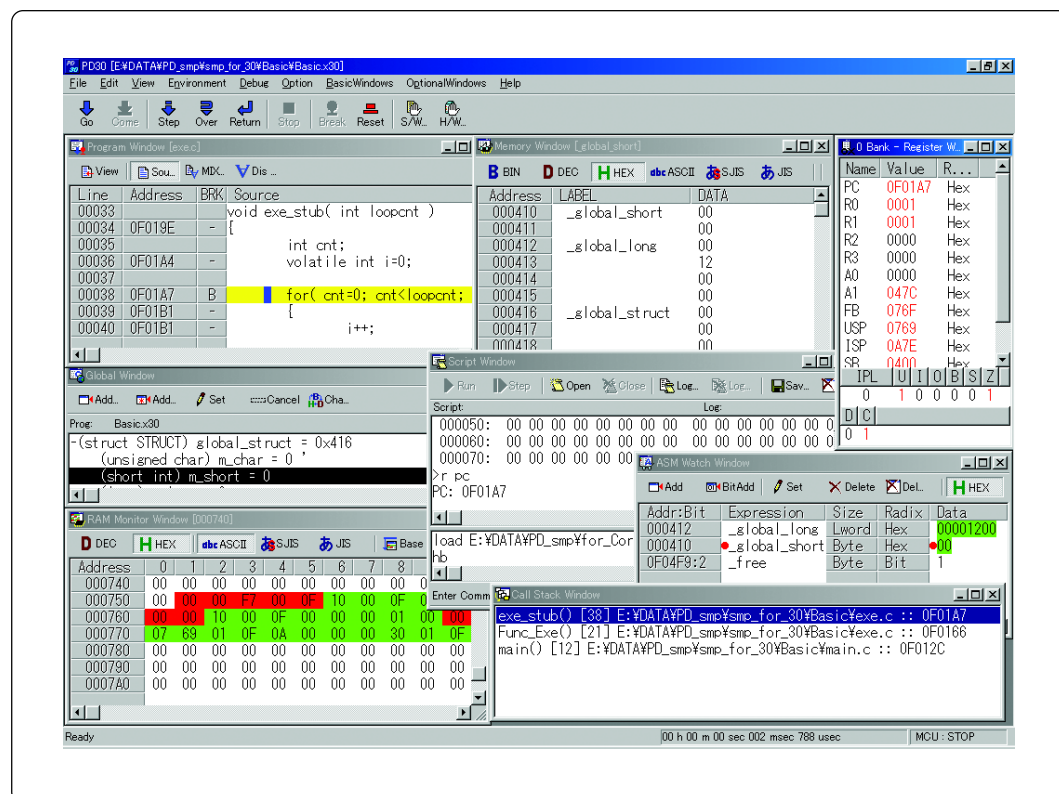 PD30 [E:¥DATA¥PD_smp¥smp_for_30¥Basic¥Basic.x30]
File Edit View Environment Debug Option BasicWindows OptionalWindows Help
Go Come Step Over Return Stop Break Reset S/W... H/W...
Program Window [exe.c]
View Sou... MIX... Dis ...
Line Address BRK Source
00033 void exe_stub( int loopcnt )
00034 0F019E - {
00035 int cnt;
00036 0F01A4 - volatile int i=0;
00037
00038 0F01A7 B for( cnt=0; cnt<loopcnt;
00039 0F01B1 - {
00040 0F01B1 - i++;
Memory Window [_global_short]
B BIN D DEC H HEX abc ASCII あ SJIS あ JIS
Address LABEL DATA
000410 _global_short 00
000411 00
000412 _global_long 00
000413 12
000414 00
000415 00
000416 _global_struct 00
000417 00
000418 00
0 Bank - Register W...
Name Value R...
PC 0F01A7 Hex
R0 0001 Hex
R1 0001 Hex
R2 0000 Hex
R3 0000 Hex
A0 0000 Hex
A1 047C Hex
FB 076F Hex
USP 0769 Hex
ISP 0A7E Hex
SB 0400 Hex
IPL U I O B S Z
0 1 0 0 0 0 1
D C
0 1
Global Window
Add... Add... Set Cancel Cha...
Prog: Basic.x30
-(struct STRUCT) global_struct = 0x416
(unsigned char) m_char = 0 '
(short int) m_short = 0
Script Window
Run Step Open Close Log... Log... Sav...
Script: Log:
000050: 00 00 00 00 00 00 00 00 00 00 00 00 00 0
000060: 00 00 00 00 00 00 00 00 00 00 00 00 00 0
000070: 00 00 00 00 00 00
>r pc
PC: 0F01A7
load E:¥DATA¥PD_smp¥for_Cor
hb
Enter Comm
ASM Watch Window
Add BitAdd Set Delete Del... H HEX
Addr:Bit Expression Size Radix Data
000412 _global_long Lword Hex 00001200
000410 _global_short Byte Hex 00
0F04F9:2 _free Byte Bit 1
RAM Monitor Window [000740]
D DEC H HEX abc ASCII あ SJIS あ JIS Base
Address 0 1 2 3 4 5 6 7 8
000740 00 00 00 00 00 00 00 00 00 00
000750 00 00 00 F7 00 0F 10 00 0F
000760 00 00 10 00 0F 00 00 00 01 00 00
000770 07 69 01 0F 0A 00 00 00 30 01 0F
000780 00 00 00 00 00 00 00 00 00 00 00
000790 00 00 00 00 00 00 00 00 00 00 00
0007A0 00 00 00 00 00 00 00 00 00 00 00
Call Stack Window
exe_stub() [38] E:¥DATA¥PD_smp¥smp_for_30¥Basic¥exe.c :: 0F01A7
Func_Exe() [21] E:¥DATA¥PD_smp¥smp_for_30¥Basic¥exe.c :: 0F0166
main() [12] E:¥DATA¥PD_smp¥smp_for_30¥Basic¥main.c :: 0F012C
Ready 00 h 00 m 00 sec 002 msec 788 usec MCU : STOP